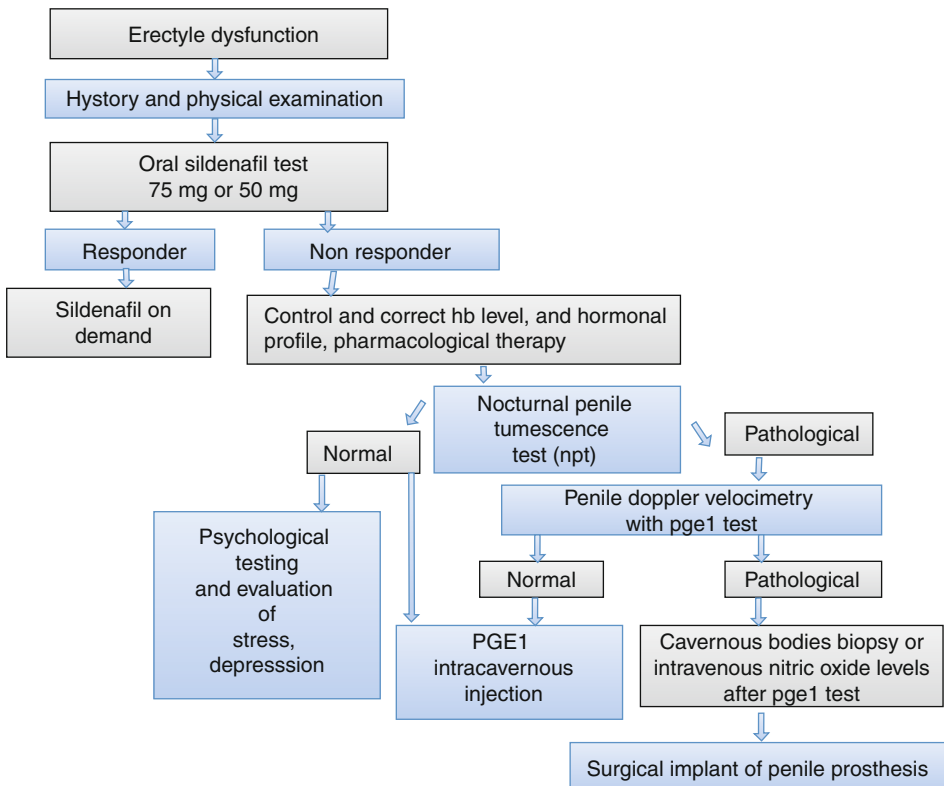 Erectyle dysfunction
Hystory and physical examination
Oral sildenafil test
75 mg or 50 mg
Responder
Non responder
Sildenafil on
demand
Control and correct hb level, and hormonal
profile, pharmacological therapy
Nocturnal penile
tumescence
test (npt)
Normal
Pathological
Penile doppler velocimetry
with pge1 test
Psychological
testing
and evaluation
of
stress,
depresssion
Normal
Pathological
PGE1
intracavernous
injection
Cavernous bodies biopsy or
intravenous nitric oxide levels
after pge1 test
Surgical implant of penile prosthesis